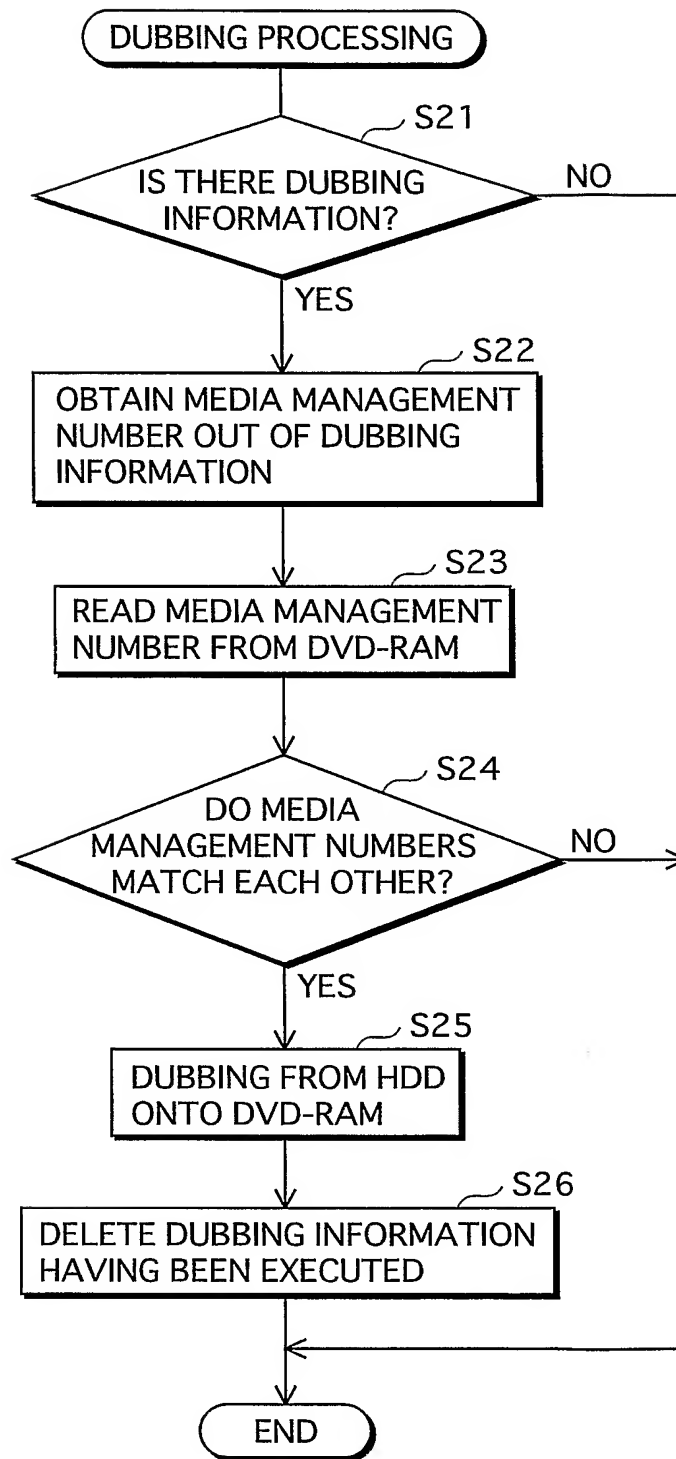 DUBBING PROCESSING
S21
IS THERE DUBBING
INFORMATION?
NO
YES
S22
OBTAIN MEDIA MANAGEMENT
NUMBER OUT OF DUBBING
INFORMATION
S23
READ MEDIA MANAGEMENT
NUMBER FROM DVD-RAM
S24
DO MEDIA
MANAGEMENT NUMBERS
MATCH EACH OTHER?
NO
YES
S25
DUBBING FROM HDD
ONTO DVD-RAM
S26
DELETE DUBBING INFORMATION
HAVING BEEN EXECUTED
END